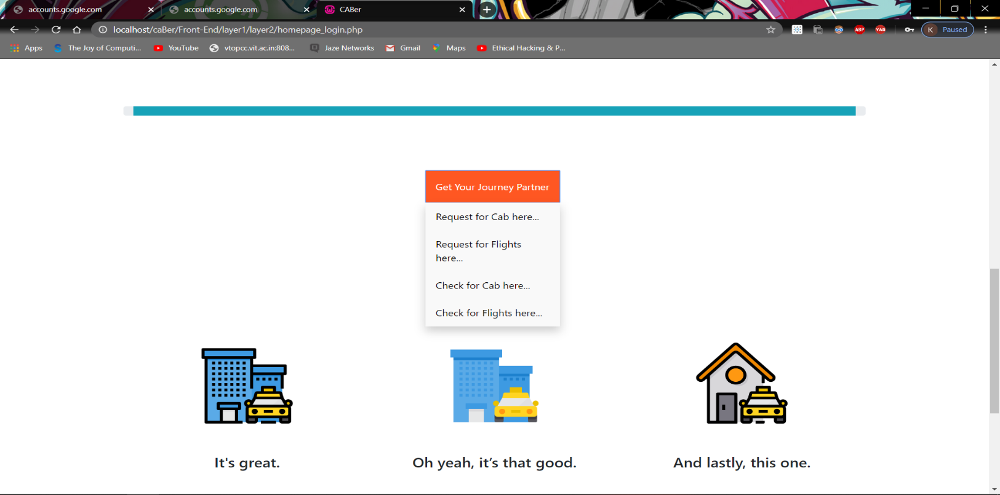 accounts.google.com
accounts.google.com
CABer
localhost/caBer/Front-End/layer1/layer2/homepage_login.php
ABP
YAB
K Paused
Apps
The Joy of Computi...
YouTube
vtopcc.vit.ac.in:808...
Jaze Networks
Gmail
Maps
Ethical Hacking & P...
Get Your Journey Partner
Request for Cab here...
Request for Flights
here...
Check for Cab here...
Check for Flights here...
It's great.
Oh yeah, it’s that good.
And lastly, this one.